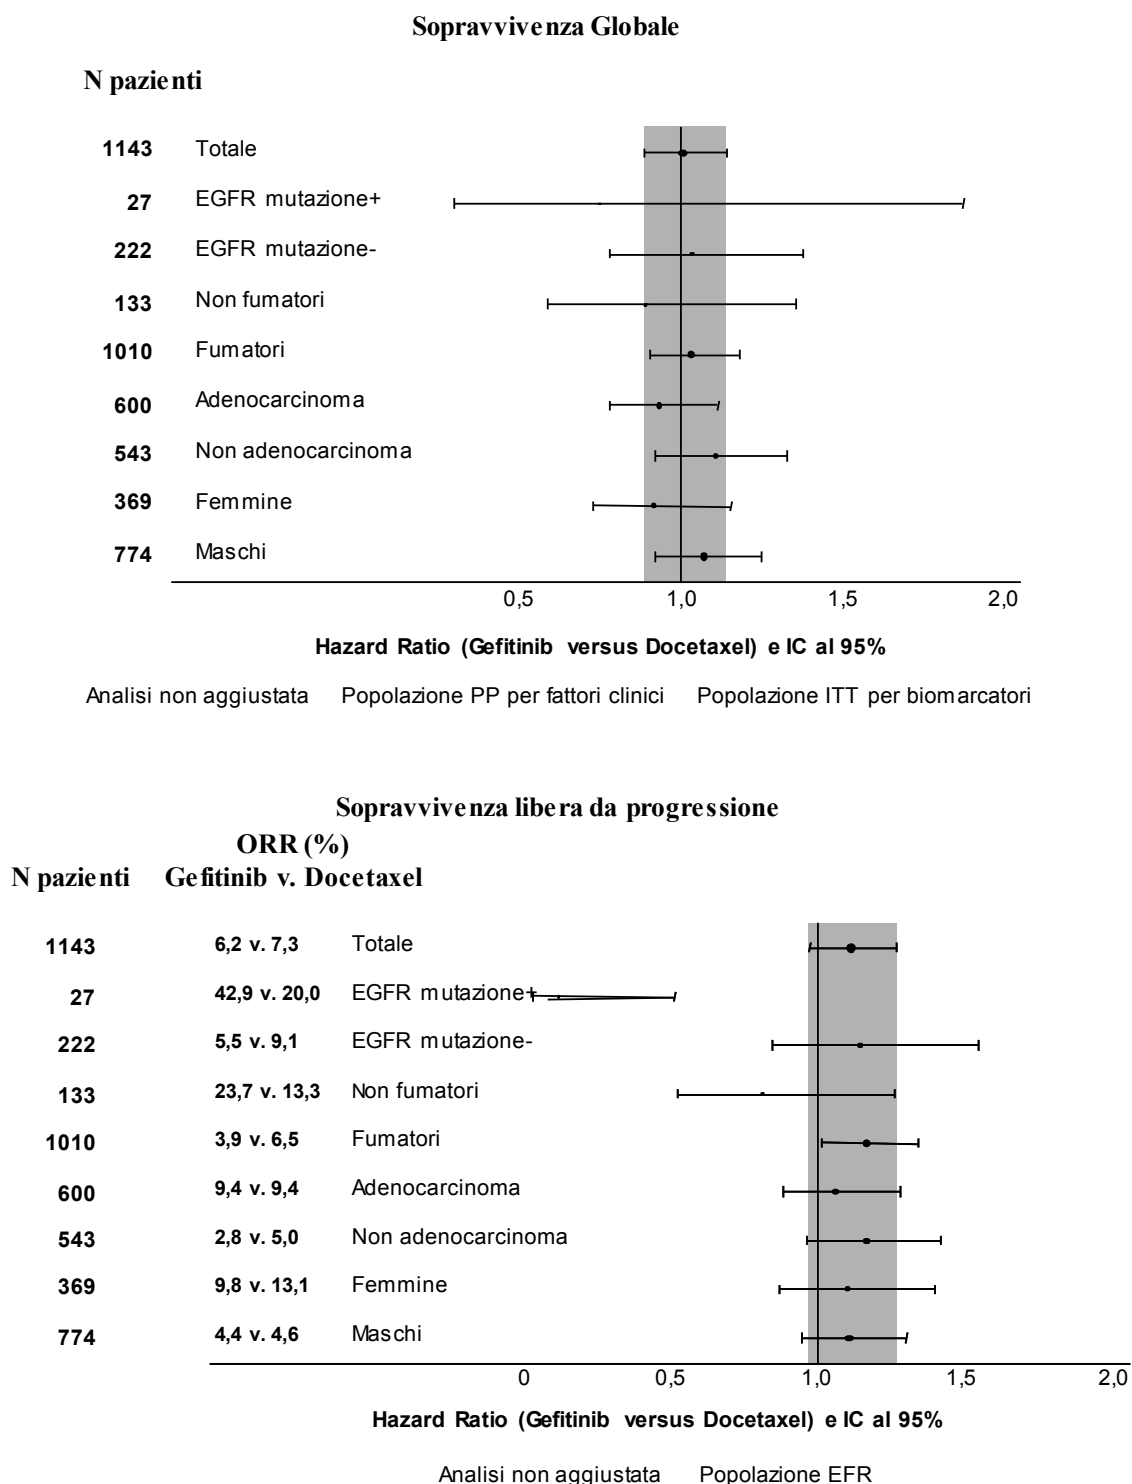 Sopravvivenza Globale
N pazienti
1143 Totale
27 EGFR mutazione+
222 EGFR mutazione-
133 Non fumatori
1010 Fumatori
600 Adenocarcinoma
543 Non adenocarcinoma
369 Femmine
774 Maschi
0,5 1,0 1,5 2,0
Hazard Ratio (Gefitinib versus Docetaxel) e IC al 95%
Analisi non aggiustata Popolazione PP per fattori clinici Popolazione ITT per biomarcatori
Sopravvivenza libera da progressione
ORR (%)
N pazienti Gefitinib v. Docetaxel
1143 6,2 v. 7,3 Totale
27 42,9 v. 20,0 EGFR mutazione+
222 5,5 v. 9,1 EGFR mutazione-
133 23,7 v. 13,3 Non fumatori
1010 3,9 v. 6,5 Fumatori
600 9,4 v. 9,4 Adenocarcinoma
543 2,8 v. 5,0 Non adenocarcinoma
369 9,8 v. 13,1 Femmine
774 4,4 v. 4,6 Maschi
0 0,5 1,0 1,5 2,0
Hazard Ratio (Gefitinib versus Docetaxel) e IC al 95%
Analisi non aggiustata Popolazione EFR